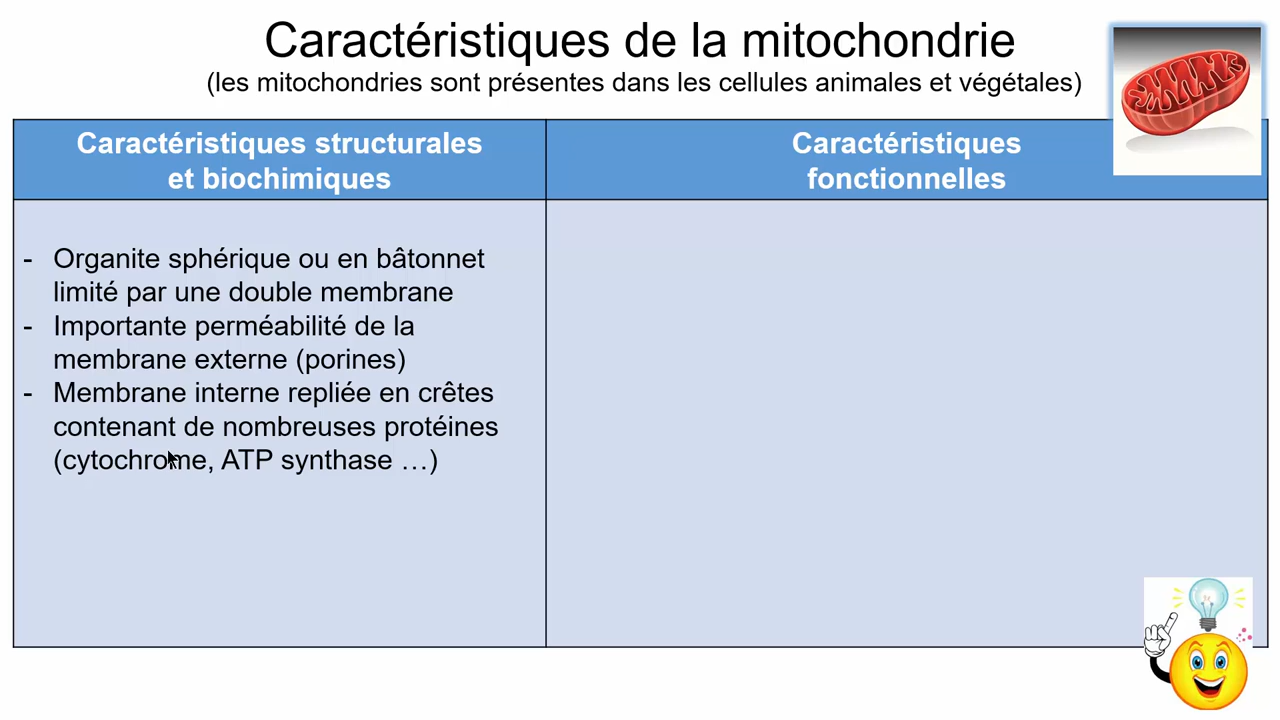 Caractéristiques de la mitochondrie
(les mitochondries sont présentes dans les cellules animales et végétales)
Caractéristiques structurales
et biochimiques
Caractéristiques
fonctionnelles
- Organite sphérique ou en bâtonnet
limité par une double membrane
- Importante perméabilité de la
membrane externe (porines)
- Membrane interne repliée en crêtes
contenant de nombreuses protéines
(cytochrome, ATP synthase …)